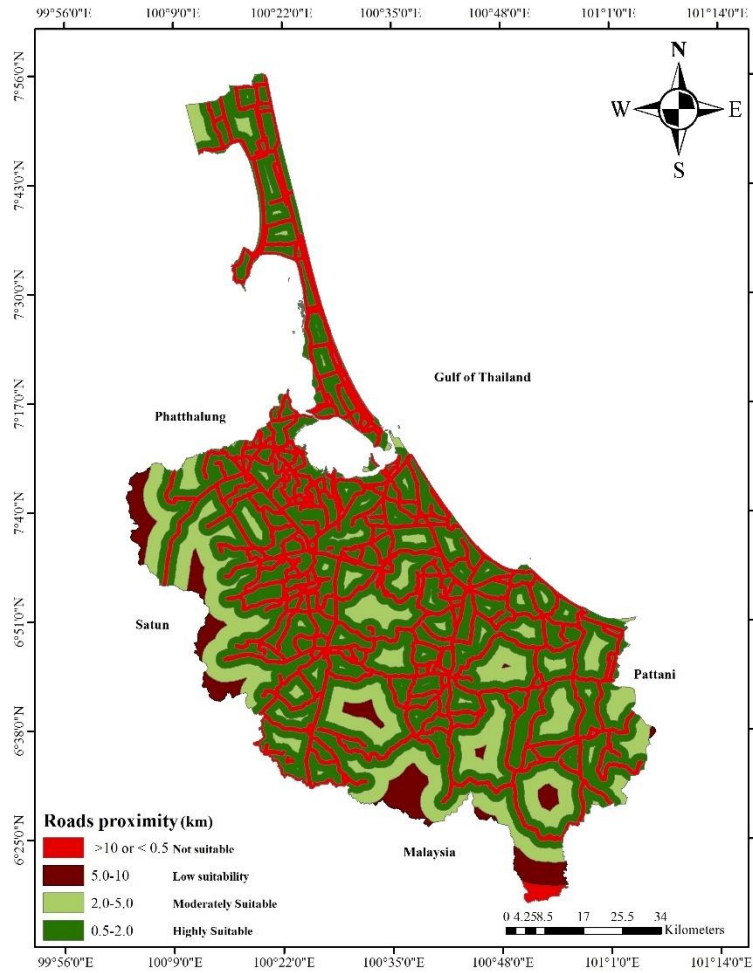 99°56'0"E 100°9'0"E 100°22'0"E 100°35'0"E 100°48'0"E 101°1'0"E 101°14'0"E
N
W E
S
7°56'0"N
7°43'0"N
7°30'0"N
7°17'0"N
7°4'0"N
6°51'0"N
6°38'0"N
6°25'0"N
Gulf of Thailand
Phatthalung
Satun
Pattani
Malaysia
Roads proximity (km)
>10 or < 0.5 Not suitable
5.0-10 Low suitability
2.0-5.0 Moderately Suitable
0.5-2.0 Highly Suitable
0 4.25 8.5 17 25.5 34
Kilometers
99°56'0"E 100°9'0"E 100°22'0"E 100°35'0"E 100°48'0"E 101°1'0"E 101°14'0"E